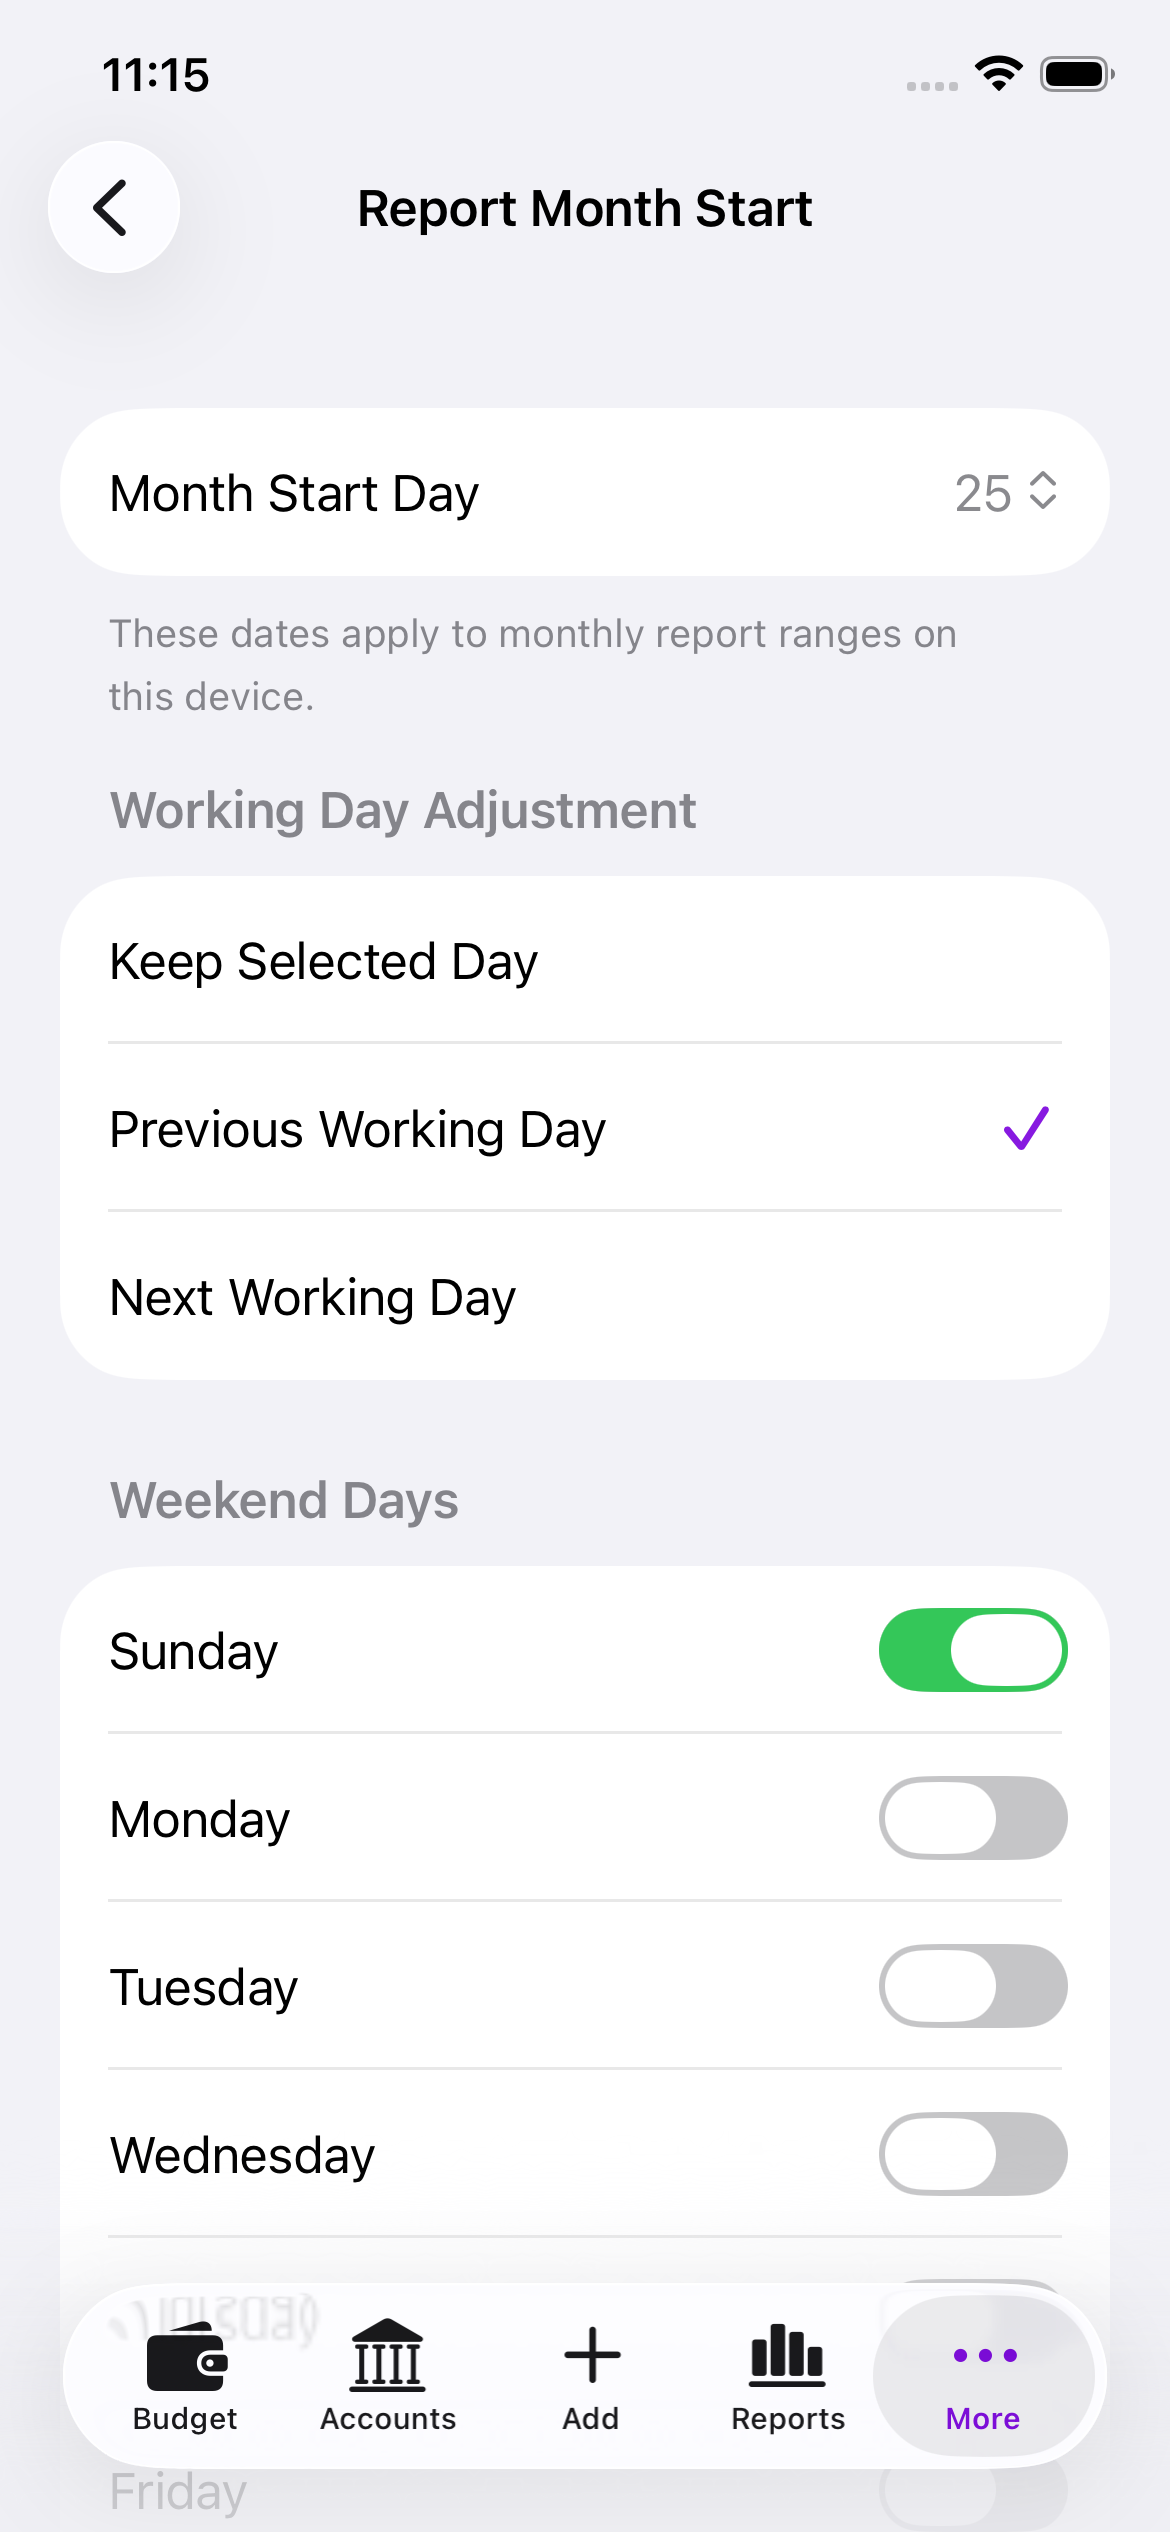 11:15
Report Month Start
Month Start Day
25
These dates apply to monthly report ranges on
this device.
Working Day Adjustment
Keep Selected Day
Previous Working Day
Next Working Day
Weekend Days
Sunday
Monday
Tuesday
Wednesday
Budget
Accounts
Add
Reports
More
Friday